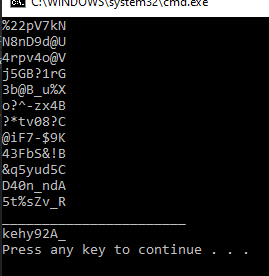 C:\WINDOWS\system32\cmd.exe
%22pV7kN
N8nD9d@U
4rpv4o@V
j5GB?1rG
3b@B_u%X
o?^-zx4B
?*tv08?C
@iF7-$9K
43FbS&!B
&q5yud5C
D40n_ndA
5t%sZv_R
_______________________
kehy92A_
Press any key to continue . . .